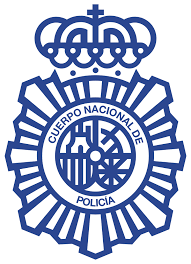 CUERPO NACIONAL DE
POLICÍA